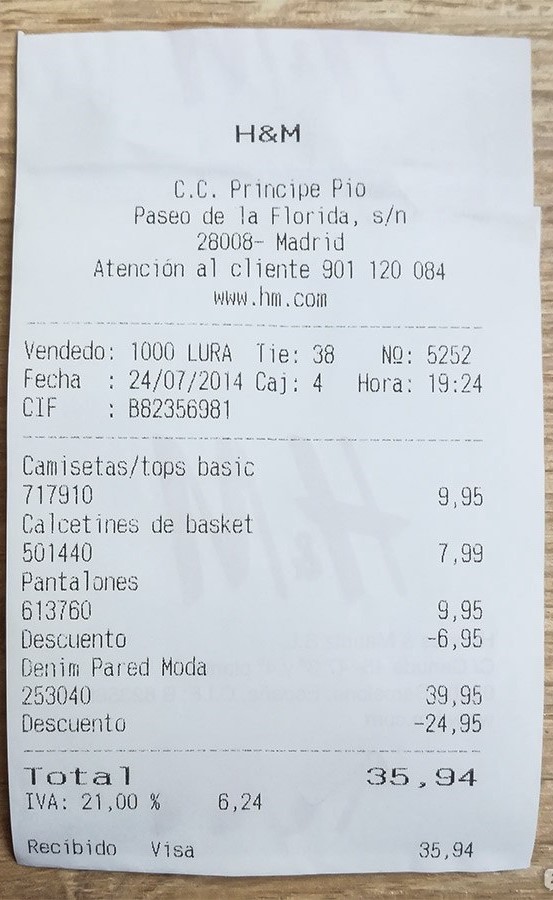 H&M
C.C. Principe Pio
Paseo de la Florida, s/n
28008- Madrid
Atención al cliente 901 120 084
www.hm.com
Vendedo: 1000 LURA Tie: 38 Nº: 5252
Fecha : 24/07/2014 Caj: 4 Hora: 19:24
CIF : B82356981
Camisetas/tops basic
717910 9,95
Calcetines de basket
501440 7,99
Pantalones
613760 9,95
Descuento -6,95
Denim Pared Moda
253040 39,95
Descuento -24,95
Total 35,94
IVA: 21,00 % 6,24
Recibido Visa 35,94